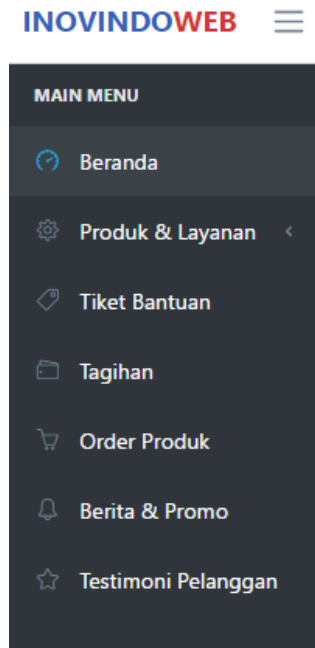 INOVINDOWEB
MAIN MENU
Beranda
Produk & Layanan
Tiket Bantuan
Tagihan
Order Produk
Berita & Promo
Testimoni Pelanggan